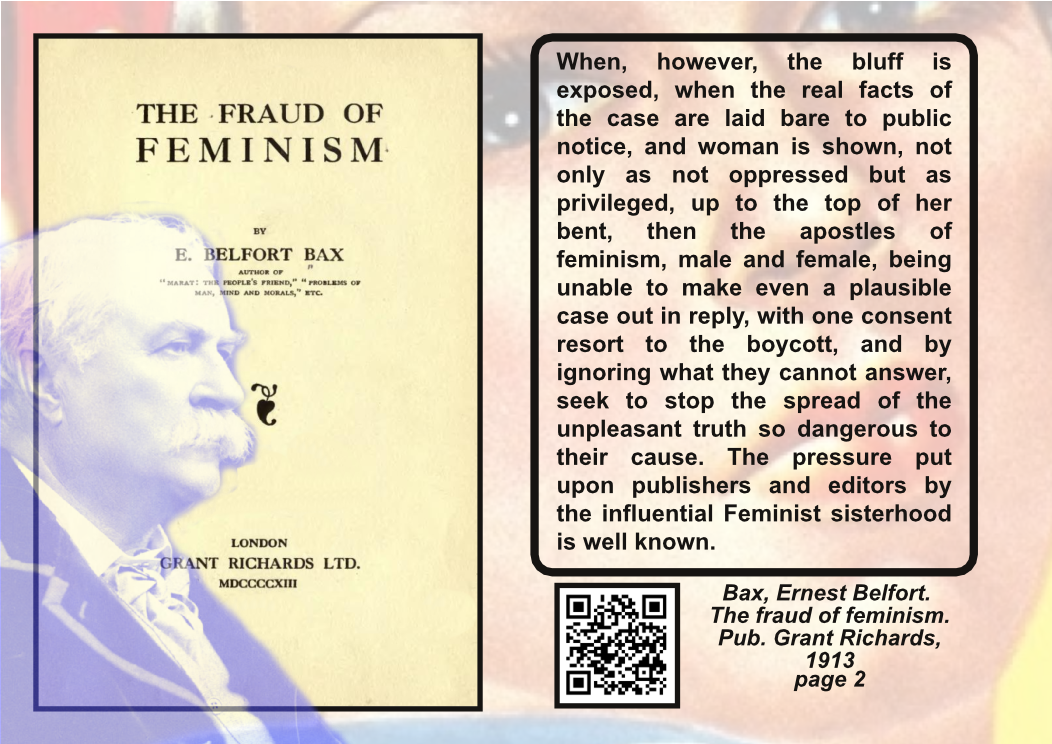 THE FRAUD OF
FEMINISM
BY
E. BELFORT BAX
AUTHOR OF
"MARAT: THE PEOPLE'S FRIEND," "PROBLEMS OF
MAN, MIND AND MORALS," ETC.
LONDON
GRANT RICHARDS LTD.
MDCCCCXIII
When, however, the bluff is
exposed, when the real facts of
the case are laid bare to public
notice, and woman is shown, not
only as not oppressed but as
privileged, up to the top of her
bent, then the apostles of
feminism, male and female, being
unable to make even a plausible
case out in reply, with one consent
resort to the boycott, and by
ignoring what they cannot answer,
seek to stop the spread of the
unpleasant truth so dangerous to
their cause. The pressure put
upon publishers and editors by
the influential Feminist sisterhood
is well known.
Bax, Ernest Belfort.
The fraud of feminism.
Pub. Grant Richards,
1913
page 2